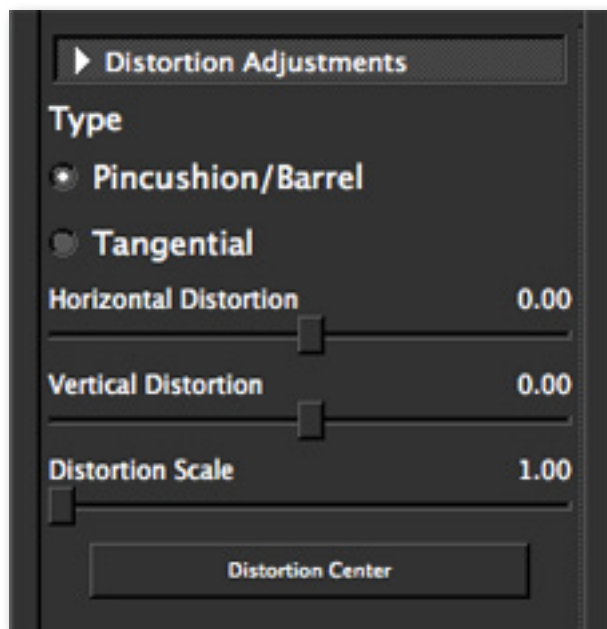 Distortion Adjustments
Type
Pincushion/Barrel
Tangential
Horizontal Distortion 0.00
Vertical Distortion 0.00
Distortion Scale 1.00
Distortion Center